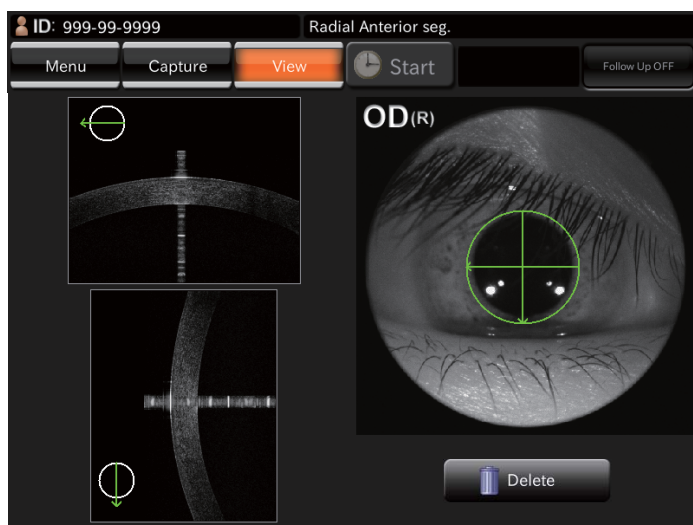 ID: 999-99-9999
Radial Anterior seg.
Menu
Capture
View
Start
Follow Up OFF
OD(R)
Delete